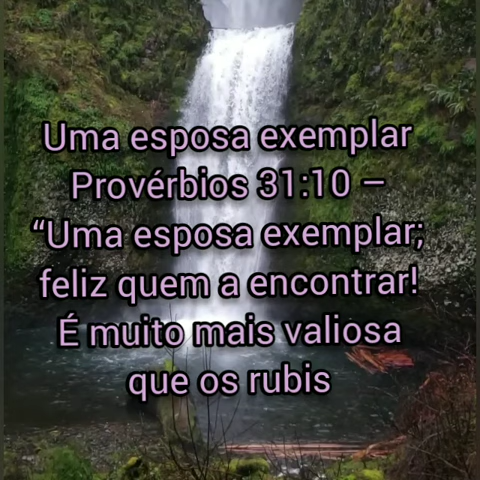 Uma esposa exemplar
Provérbios 31:10 –
“Uma esposa exemplar;
feliz quem a encontrar!
É muito mais valiosa
que os rubis